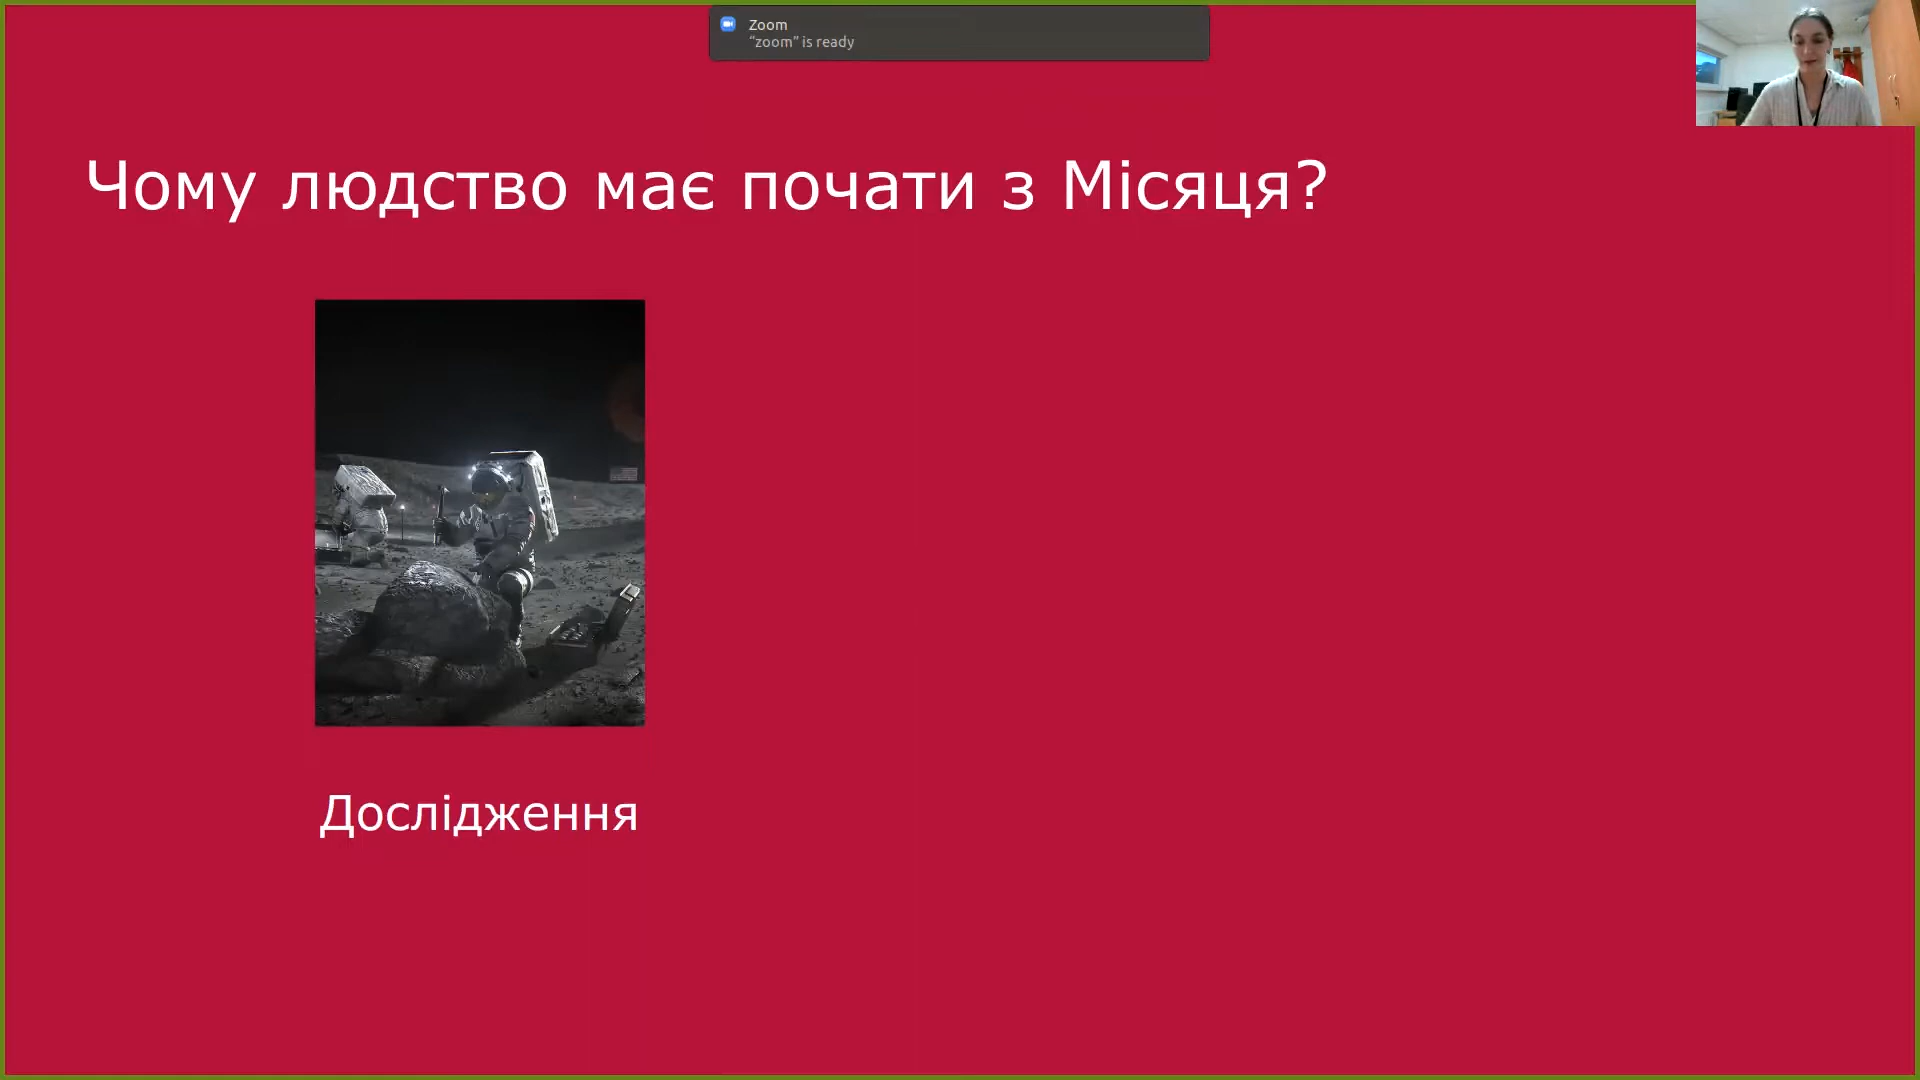 Zoom
“zoom” is ready
Чому людство має почати з Місяця?
Дослідження